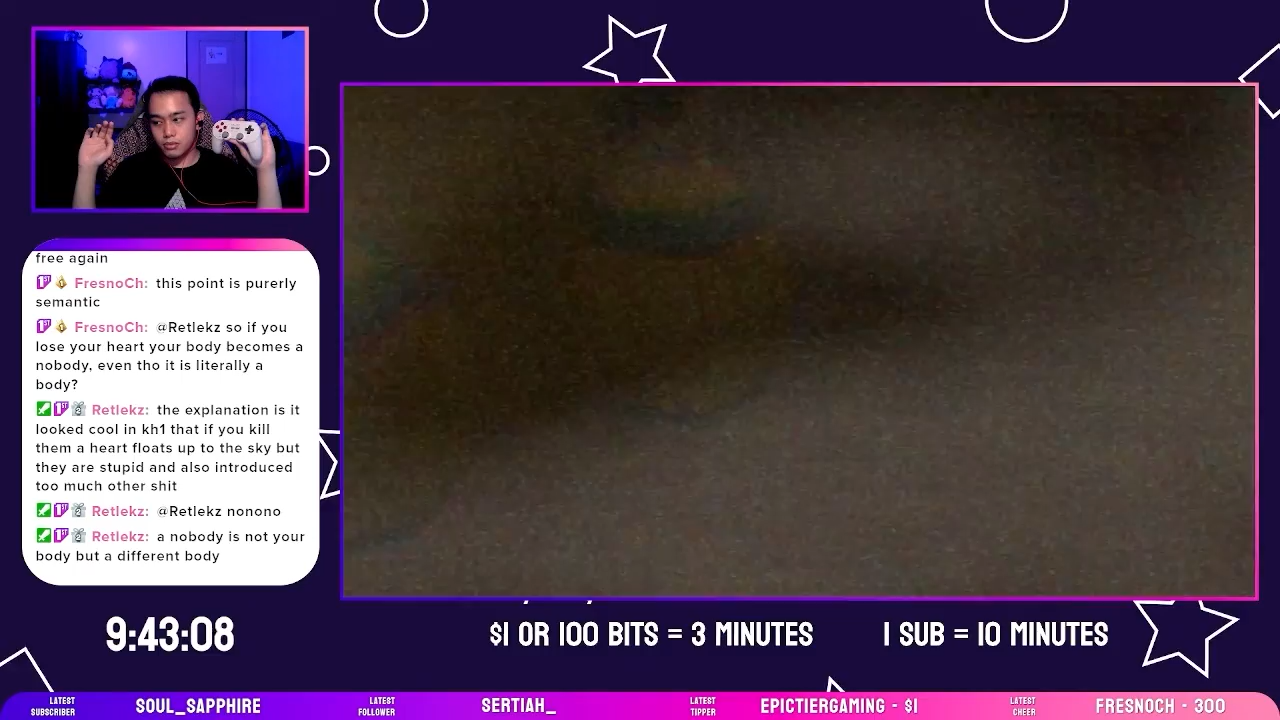 free again
FresnoCh: this point is purerly
semantic
FresnoCh: @Retlekz so if you
lose your heart your body becomes a
nobody, even tho it is literally a
body?
Retlekz: the explanation is it
looked cool in kh1 that if you kill
them a heart floats up to the sky but
they are stupid and also introduced
too much other shit
Retlekz: @Retlekz nonono
Retlekz: a nobody is not your
body but a different body
9:43:08
$1 OR 100 BITS = 3 MINUTES
1 SUB = 10 MINUTES
LATEST
SUBSCRIBER
SOUL_SAPPHIRE
LATEST
FOLLOWER
SERTIAH_
LATEST
TIPPER
EPICTIERGAMING - $1
LATEST
CHEER
FRESNOCH - 300